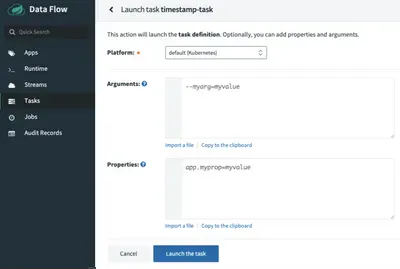 Data Flow
Quick Search
Apps
Runtime
Streams
Tasks
Jobs
Audit Records
Launch task timestamp-task
This action will launch the task definition. Optionally, you can add properties and arguments.
Platform:
default (Kubernetes)
Arguments:
--myarg=myvalue
Import a file | Copy to the clipboard
Properties:
app.myprop=myvalue
Import a file | Copy to the clipboard
Cancel
Launch the task